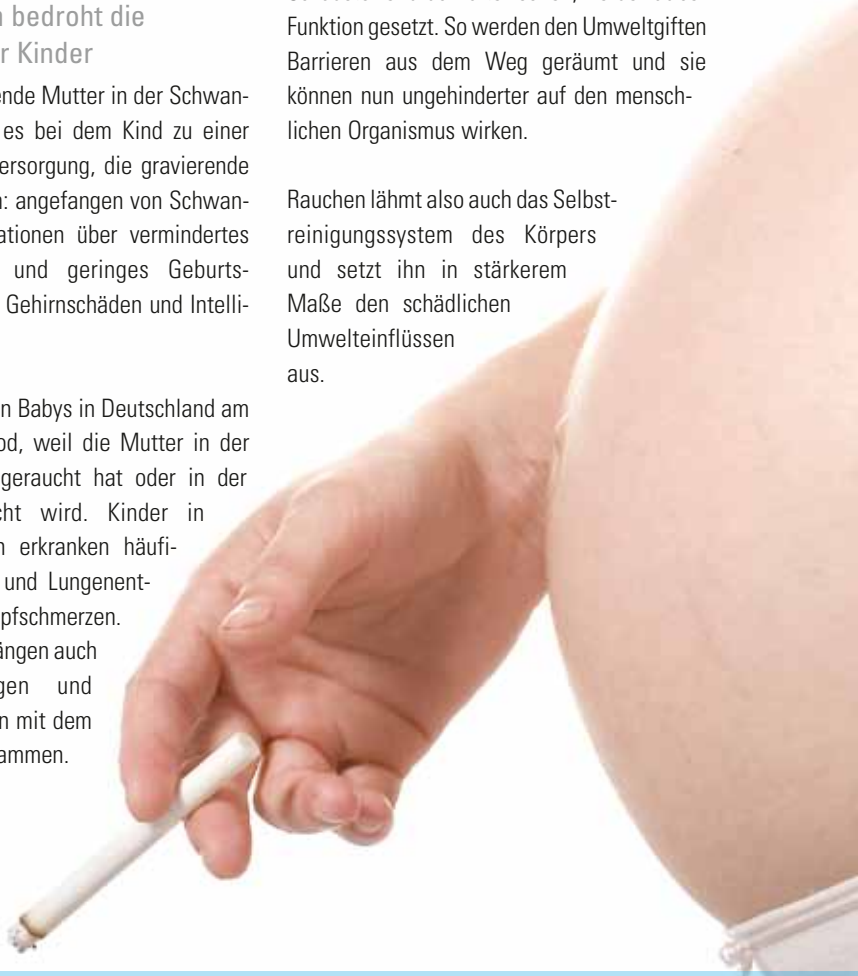 n bedroht die
r Kinder
ende Mutter in der Schwan-
es bei dem Kind zu einer
ersorgung, die gravierende
n: angefangen von Schwan-
ationen über vermindertes
und geringes Geburts-
Gehirnschäden und Intelli-
n Babys in Deutschland am
od, weil die Mutter in der
geraucht hat oder in der
cht wird. Kinder in
n erkranken häufi-
und Lungenent-
pfschmerzen.
ängen auch
gen und
n mit dem
ammen.
Funktion gesetzt. So werden den Umweltgiften
Barrieren aus dem Weg geräumt und sie
können nun ungehinderter auf den mensch-
lichen Organismus wirken.
Rauchen lähmt also auch das Selbst-
reinigungssystem des Körpers
und setzt ihn in stärkerem
Maße den schädlichen
Umwelteinflüssen
aus.